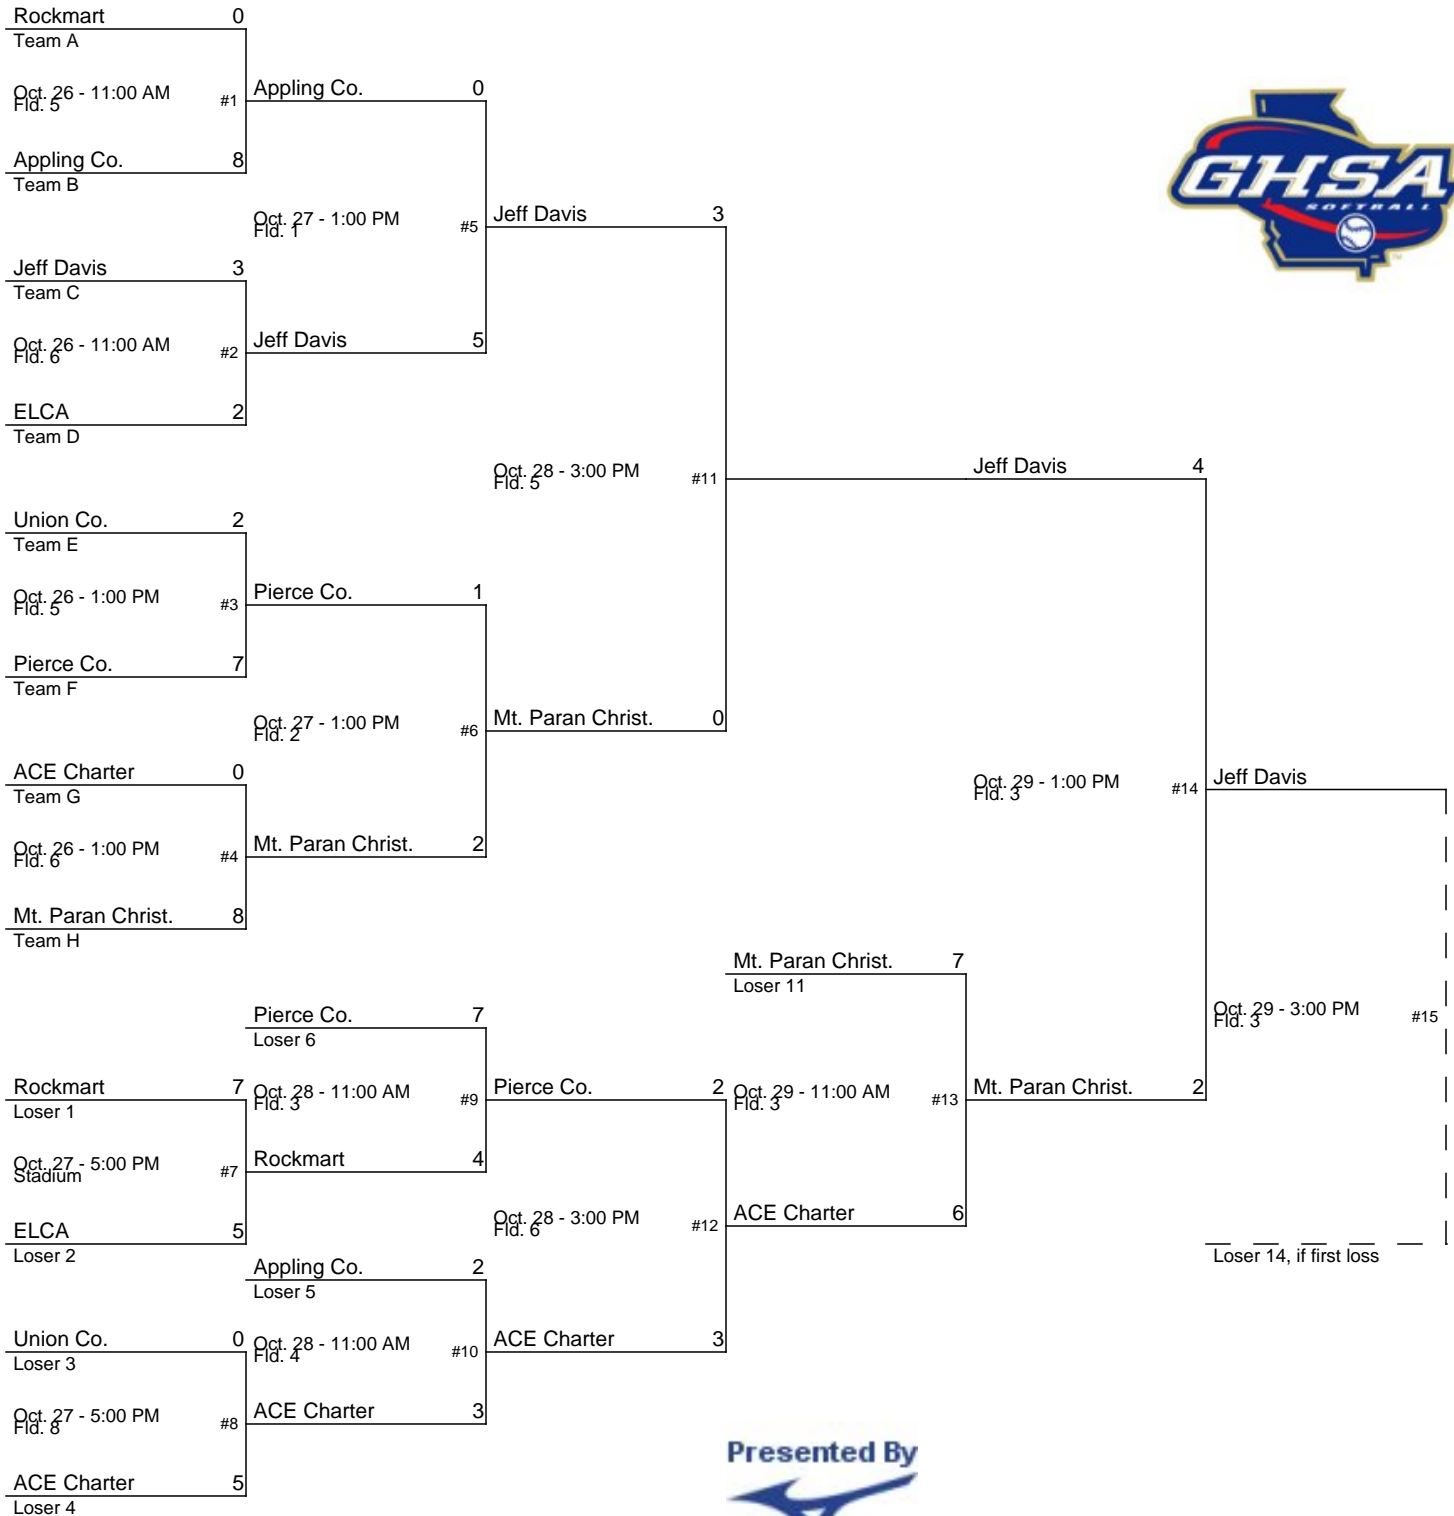 Rockmart 0
Team A
Oct. 26 - 11:00 AM
Fld. 5
#1
Appling Co. 8
Team B
Appling Co. 0
Oct. 27 - 1:00 PM
Fld. 1
#5
Jeff Davis 3
Team C
Oct. 26 - 11:00 AM
Fld. 6
#2
ELCA 2
Team D
Jeff Davis 5
Jeff Davis 3
Oct. 28 - 3:00 PM
Fld. 5
#11
Union Co. 2
Team E
Oct. 26 - 1:00 PM
Fld. 5
#3
Pierce Co. 7
Team F
Pierce Co. 1
Oct. 27 - 1:00 PM
Fld. 2
#6
ACE Charter 0
Team G
Oct. 26 - 1:00 PM
Fld. 6
#4
Mt. Paran Christ. 8
Team H
Mt. Paran Christ. 2
Mt. Paran Christ. 0
Jeff Davis 4
Oct. 29 - 1:00 PM
Fld. 3
#14
Jeff Davis
GHSA
SOFTBALL
TM
Pierce Co. 7
Loser 6
Oct. 28 - 11:00 AM
Fld. 3
#9
Rockmart 7
Loser 1
Oct. 27 - 5:00 PM
Stadium
#7
ELCA 5
Loser 2
Rockmart 4
Pierce Co. 2
Oct. 28 - 3:00 PM
Fld. 6
#12
Appling Co. 2
Loser 5
Oct. 28 - 11:00 AM
Fld. 4
#10
Union Co. 0
Loser 3
Oct. 27 - 5:00 PM
Fld. 8
#8
ACE Charter 5
Loser 4
ACE Charter 3
ACE Charter 3
Mt. Paran Christ. 7
Loser 11
Oct. 29 - 11:00 AM
Fld. 3
#13
ACE Charter 6
Mt. Paran Christ. 2
Oct. 29 - 3:00 PM
Fld. 3
#15
Loser 14, if first loss
Presented By